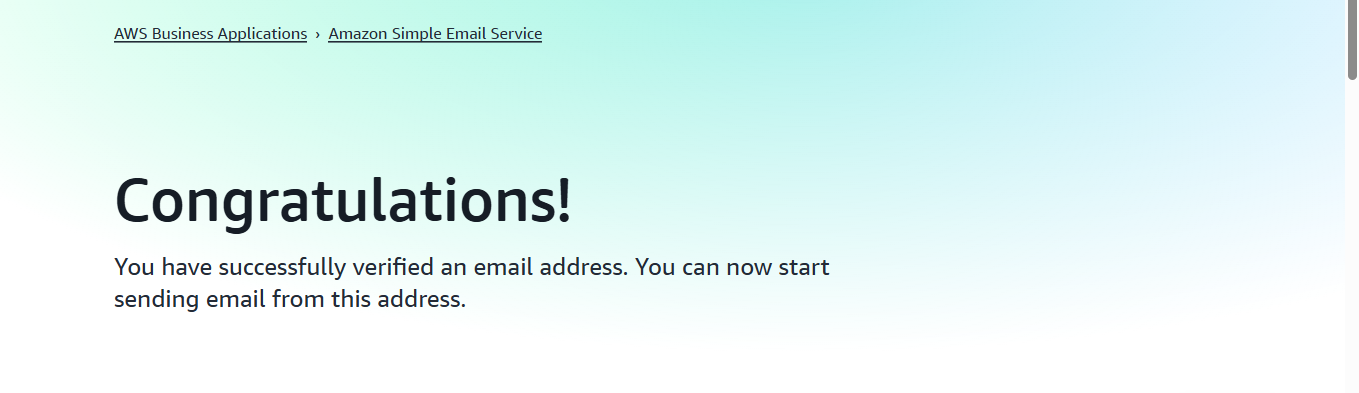 AWS Business Applications › Amazon Simple Email Service
Congratulations!
You have successfully verified an email address. You can now start
sending email from this address.